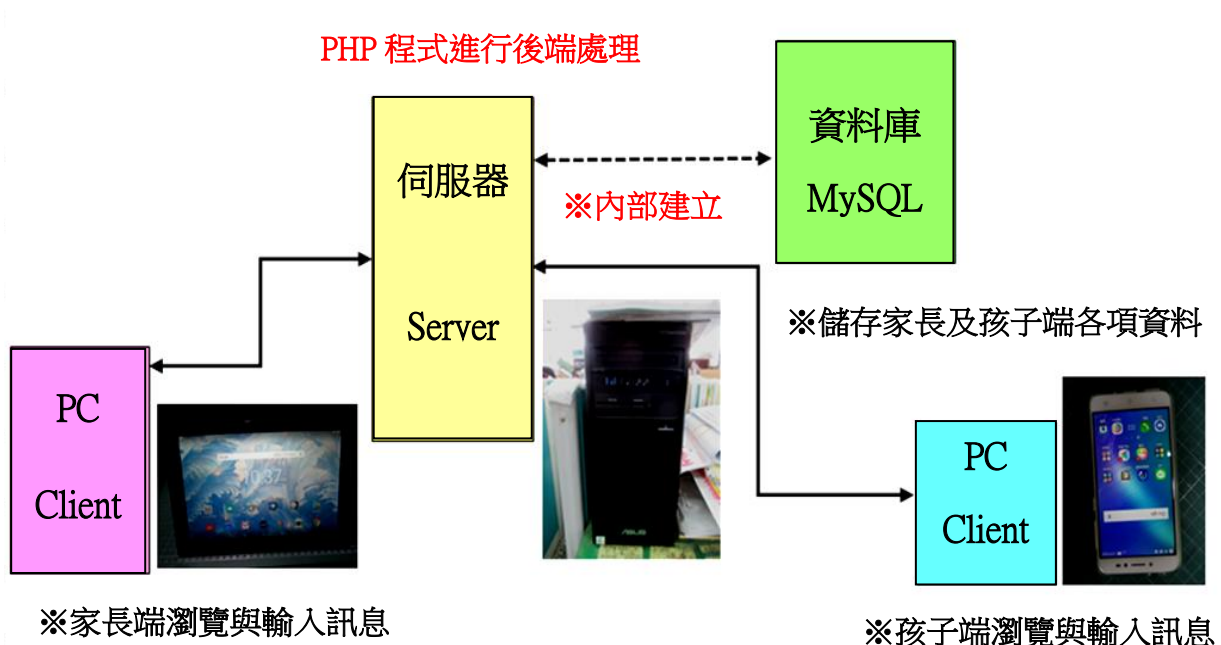 PHP 程式進行後端處理
資料庫
MySQL
伺服器
Server
※內部建立
※儲存家長及孩子端各項資料
PC
Client
10:37
ASUS
PC
Client
※家長端瀏覽與輸入訊息
※孩子端瀏覽與輸入訊息